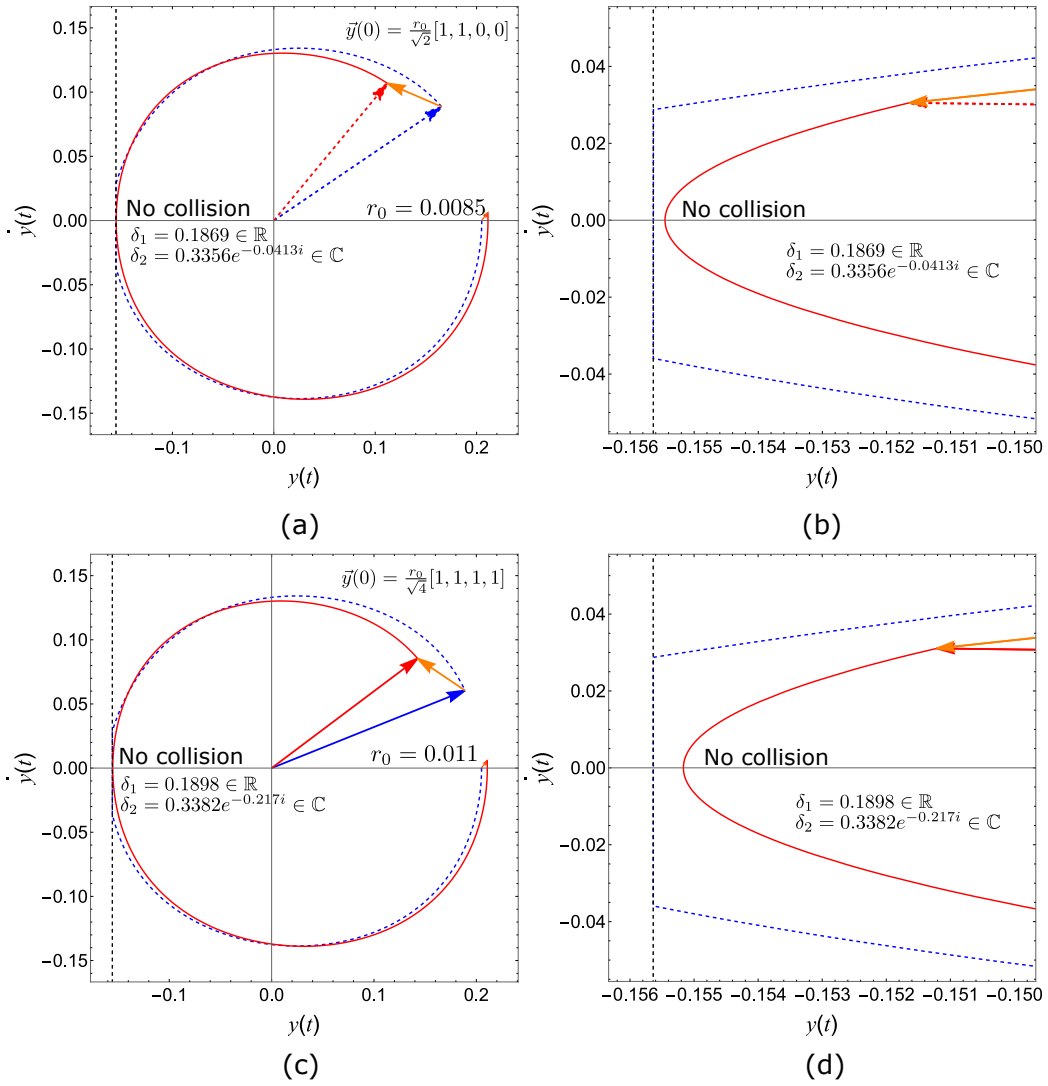 0.15
0.10
0.05
0.00
−0.05
−0.10
−0.15
ẏ(t)
y⃗(0) = r₀/√2 [1, 1, 0, 0]
No collision
r₀ = 0.0085
δ₁ = 0.1869 ∈ ℝ
δ₂ = 0.3356e^{−0.0413i} ∈ ℂ
−0.1 0.0 0.1 0.2
y(t)
(a)
0.04
0.02
0.00
−0.02
−0.04
ẏ(t)
No collision
δ₁ = 0.1869 ∈ ℝ
δ₂ = 0.3356e^{−0.0413i} ∈ ℂ
−0.156 −0.155 −0.154 −0.153 −0.152 −0.151 −0.150
y(t)
(b)
0.15
0.10
0.05
0.00
−0.05
−0.10
−0.15
ẏ(t)
y⃗(0) = r₀/√4 [1, 1, 1, 1]
No collision
r₀ = 0.011
δ₁ = 0.1898 ∈ ℝ
δ₂ = 0.3382e^{−0.217i} ∈ ℂ
−0.1 0.0 0.1 0.2
y(t)
(c)
0.04
0.02
0.00
−0.02
−0.04
ẏ(t)
No collision
δ₁ = 0.1898 ∈ ℝ
δ₂ = 0.3382e^{−0.217i} ∈ ℂ
−0.156 −0.155 −0.154 −0.153 −0.152 −0.151 −0.150
y(t)
(d)